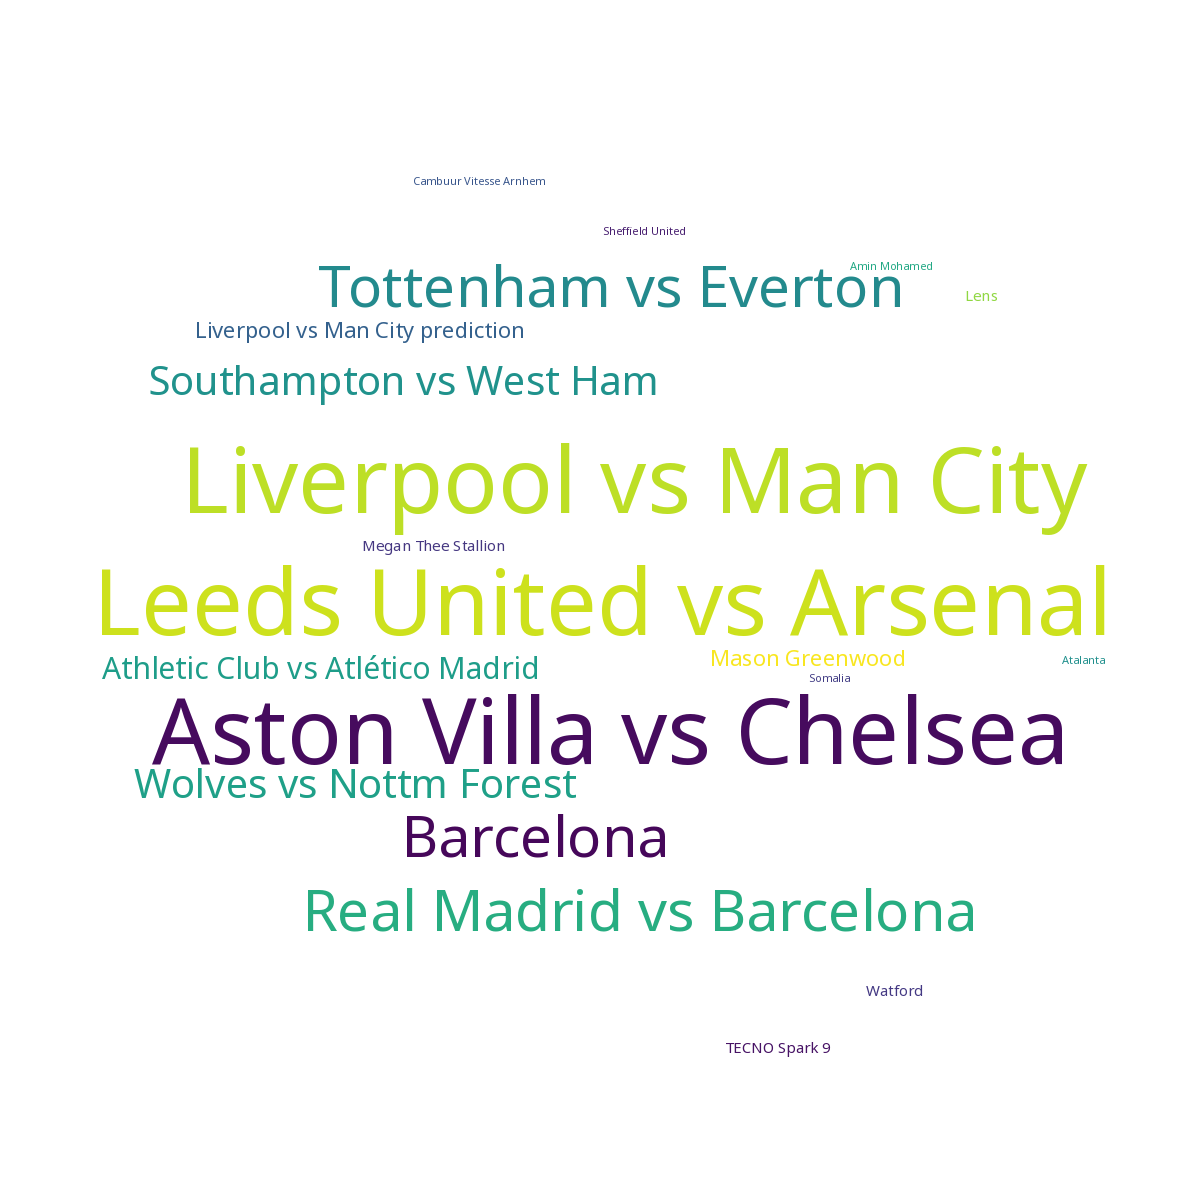 Cambuur Vitesse Arnhem
Sheffield United
Amin Mohamed
Tottenham vs Everton
Lens
Liverpool vs Man City prediction
Southampton vs West Ham
Liverpool vs Man City
Megan Thee Stallion
Leeds United vs Arsenal
Mason Greenwood
Atalanta
Athletic Club vs Atlético Madrid
Somalia
Aston Villa vs Chelsea
Wolves vs Nottm Forest
Barcelona
Real Madrid vs Barcelona
Watford
TECNO Spark 9